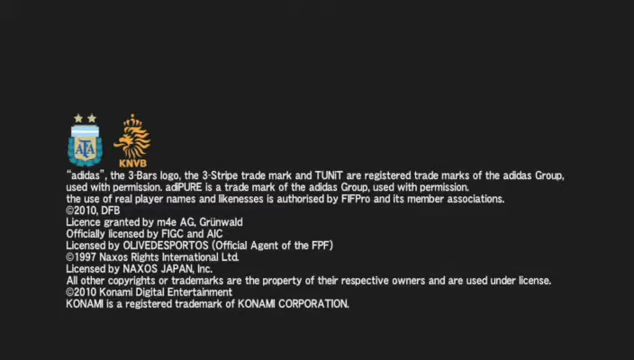 AFA
KNVB
"adidas", the 3-Bars logo, the 3-Stripe trade mark and TUNiT are registered trade marks of the adidas Group,
used with permission. adiPURE is a trade mark of the adidas Group, used with permission.
the use of real player names and likenesses is authorised by FIFPro and its member associations.
©2010, DFB
Licence granted by m4e AG, Grünwald
Officially licensed by FIGC and AIC
Licensed by OLIVEDESPORTOS (Official Agent of the FPF)
©1997 Naxos Rights International Ltd.
Licensed by NAXOS JAPAN, Inc.
All other copyrights or trademarks are the property of their respective owners and are used under license.
©2010 Konami Digital Entertainment
KONAMI is a registered trademark of KONAMI CORPORATION.